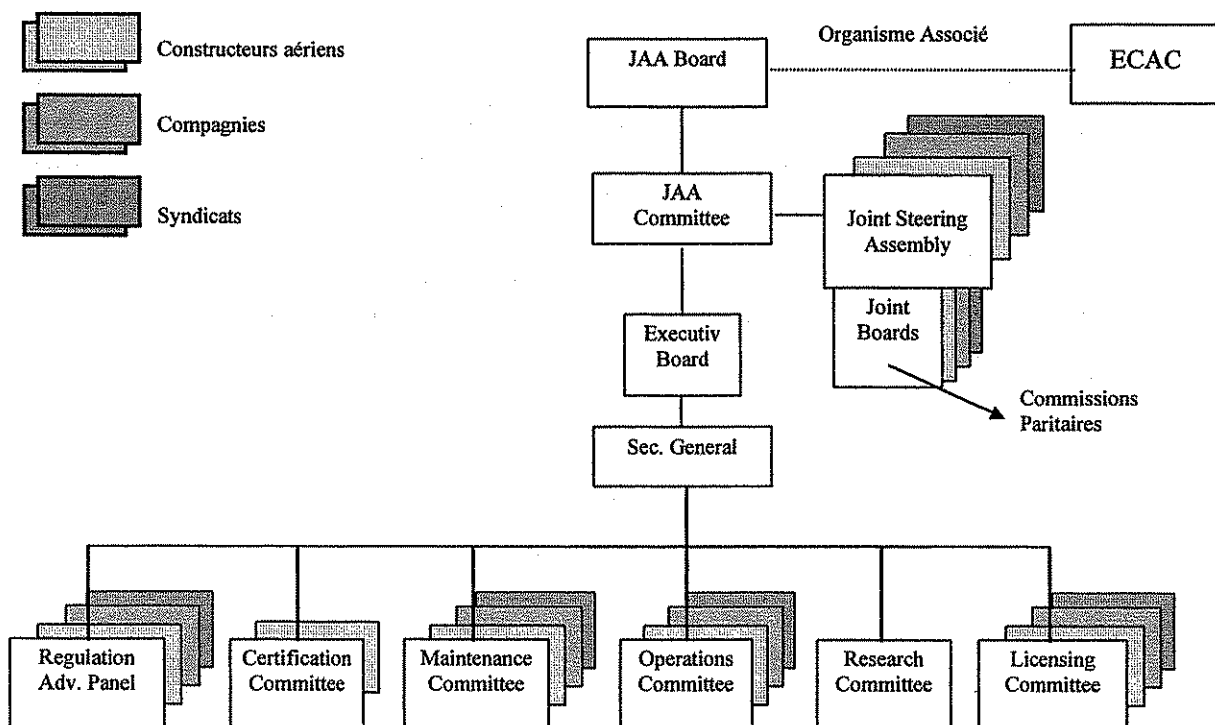 Constructeurs aériens
Compagnies
Syndicats
Organisme Associé
JAA Board
ECAC
JAA
Committee
Joint Steering
Assembly
Joint
Boards
Executiv
Board
Commissions
Paritaires
Sec. General
Regulation
Adv. Panel
Certification
Committee
Maintenance
Committee
Operations
Committee
Research
Committee
Licensing
Committee